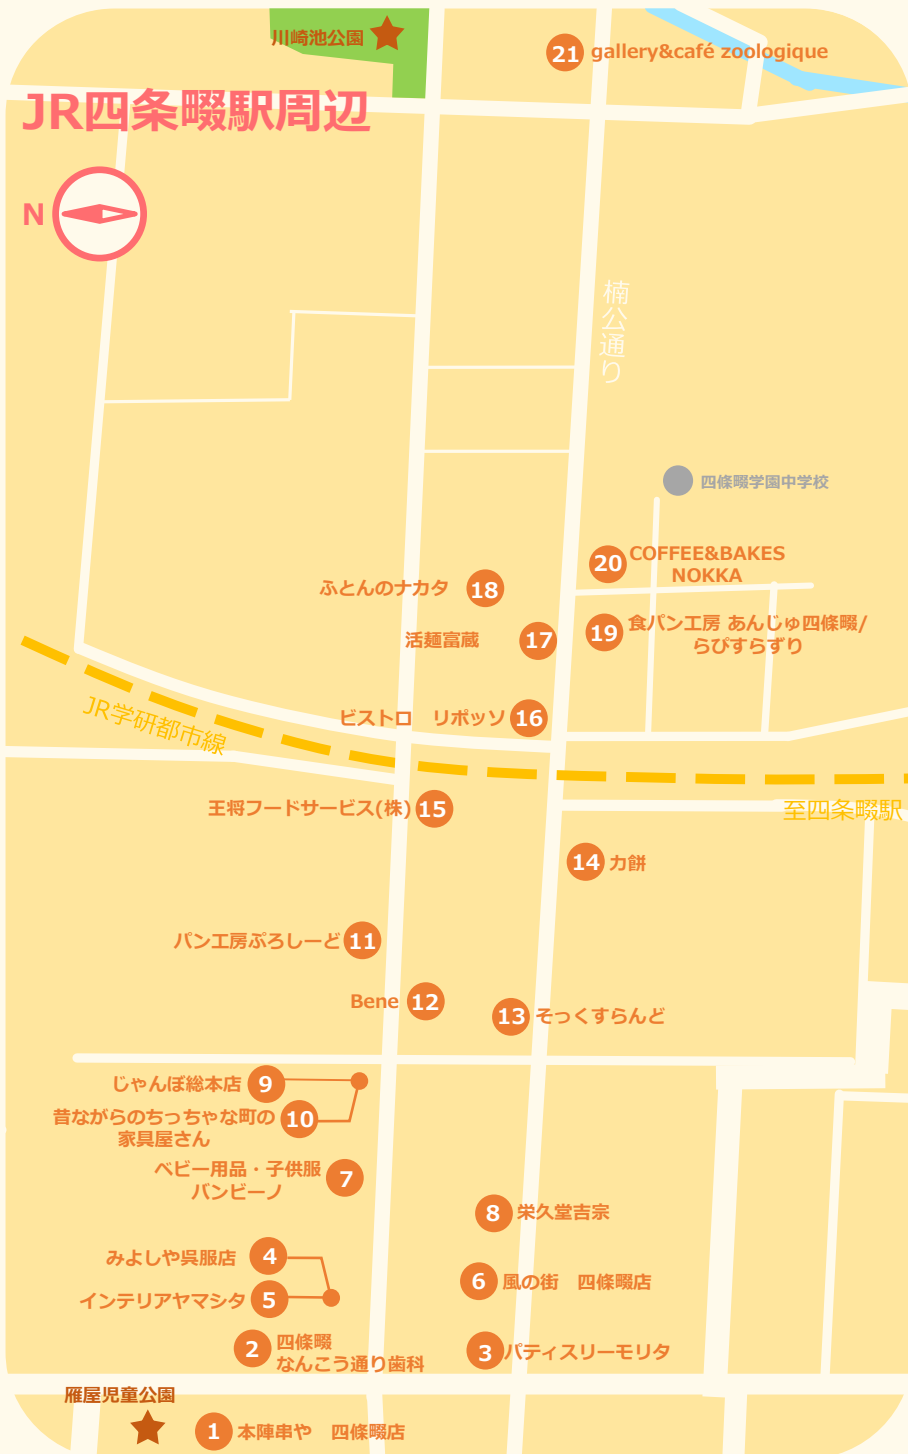 川崎池公園
21 gallery&café zoologique
JR四条畷駅周辺
N
楠公通り
四條畷学園中学校
20 COFFEE&BAKES
NOKKA
ふとんのナカタ 18
活麺富蔵 17
19 食パン工房 あんじゅ四條畷/
らぴすらずり
ビストロ　リポッソ 16
JR学研都市線
王将フードサービス(株) 15
至四条畷駅
14 力餅
パン工房ぷろしーど 11
Bene 12
13 そっくすらんど
じゃんぼ総本店 9
昔ながらのちっちゃな町の
家具屋さん
10
ベビー用品・子供服
バンビーノ
7
8 栄久堂吉宗
みよしや呉服店 4
6 風の街　四條畷店
インテリアヤマシタ 5
2 四條畷
なんこう通り歯科
3 パティスリーモリタ
雁屋児童公園
1 本陣串や　四條畷店